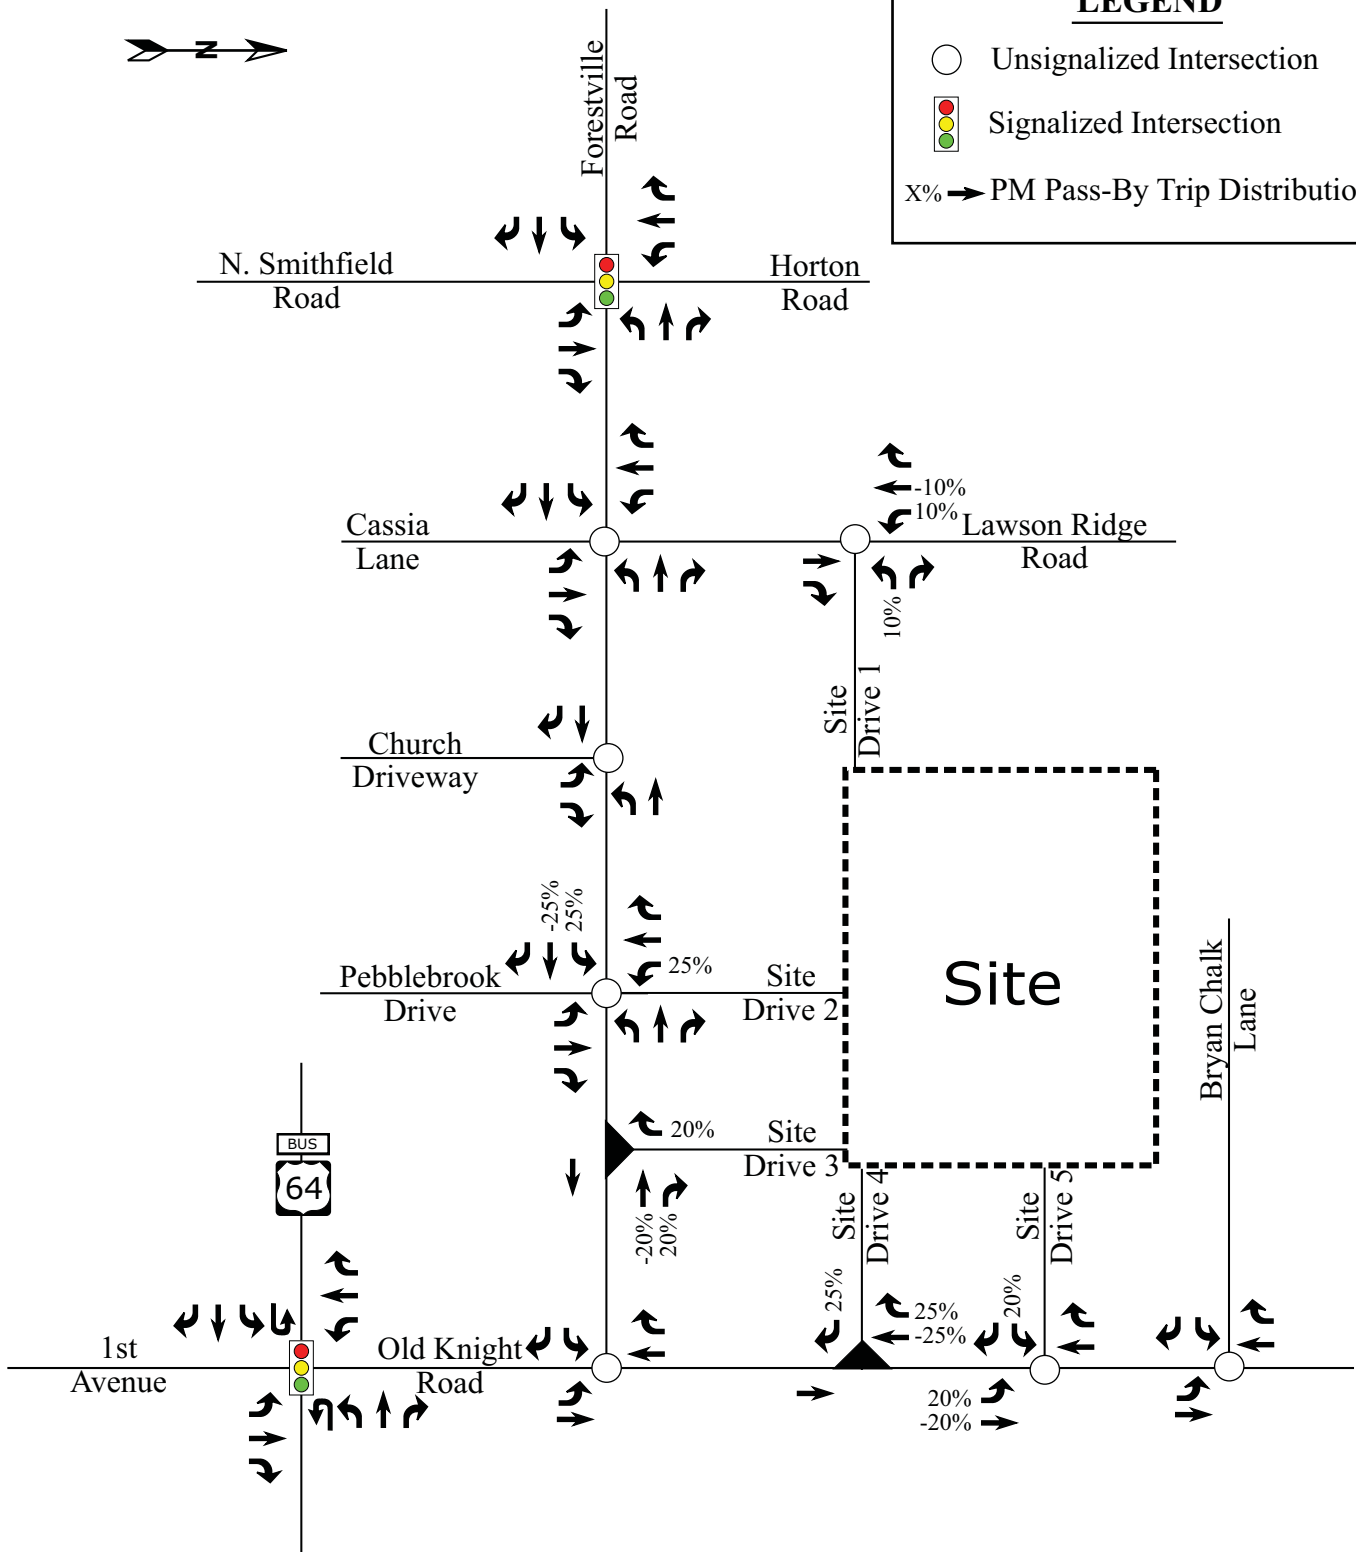 LEGEND
N
Unsignalized Intersection
Signalized Intersection
X% PM Pass-By Trip Distributio
Forestville
Road
N. Smithfield
Road
Horton
Road
Cassia
Lane
-10%
10%
Lawson Ridge
Road
10%
Site
Drive 1
Church
Driveway
-25%
25%
Pebblebrook
Drive
25%
Site
Drive 2
Site
Bryan Chalk
Lane
20%
Site
Drive 3
-20%
20%
BUS
64
Site
Drive 4
Site
Drive 5
25%
25%
-25%
20%
1st
Avenue
Old Knight
Road
20%
-20%